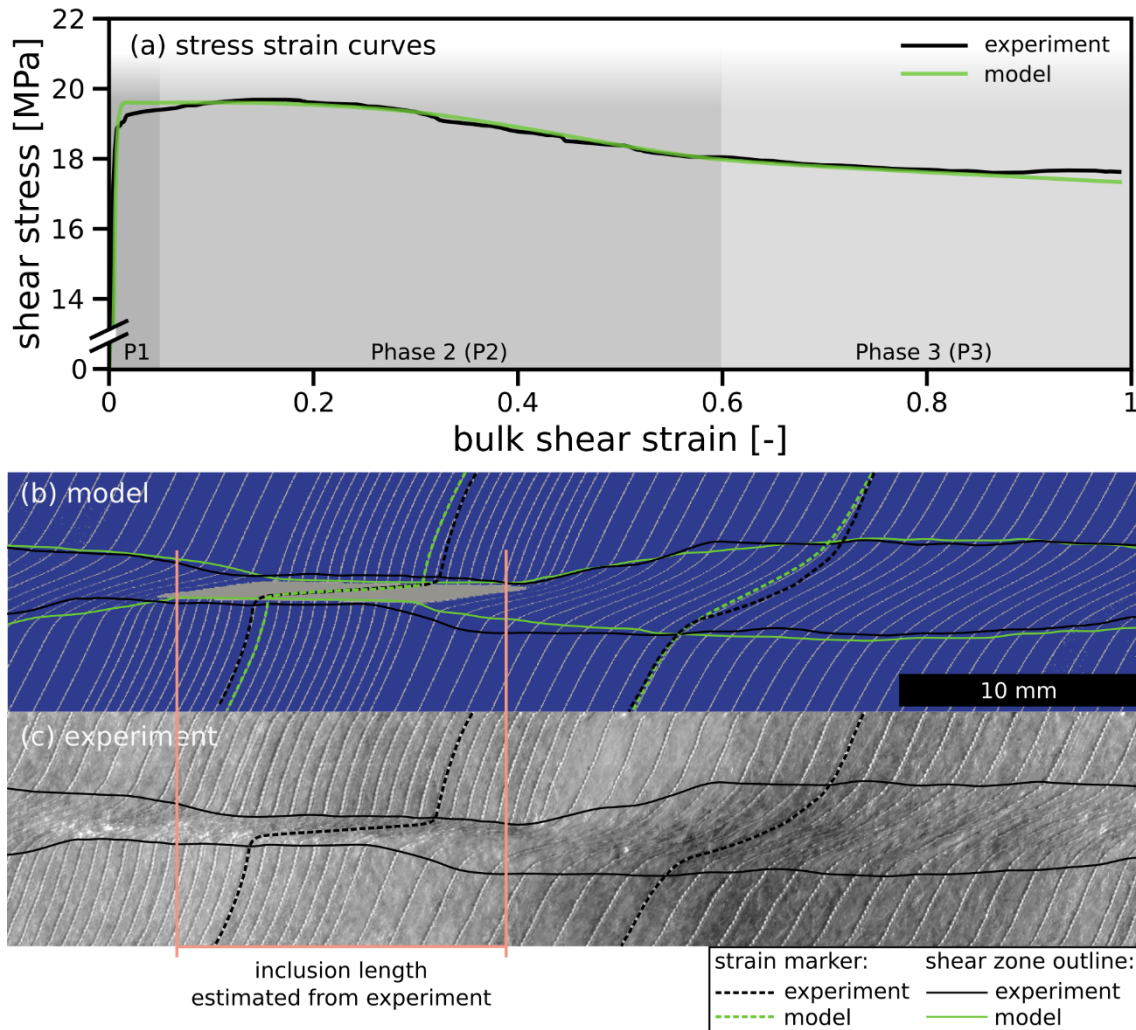 22
20
18
16
14
0
shear stress [MPa]
(a) stress strain curves
experiment
model
P1
Phase 2 (P2)
Phase 3 (P3)
0
0.2
0.4
0.6
0.8
1
bulk shear strain [-]
(b) model
10 mm
(c) experiment
inclusion length
estimated from experiment
strain marker:
experiment
model
shear zone outline:
experiment
model